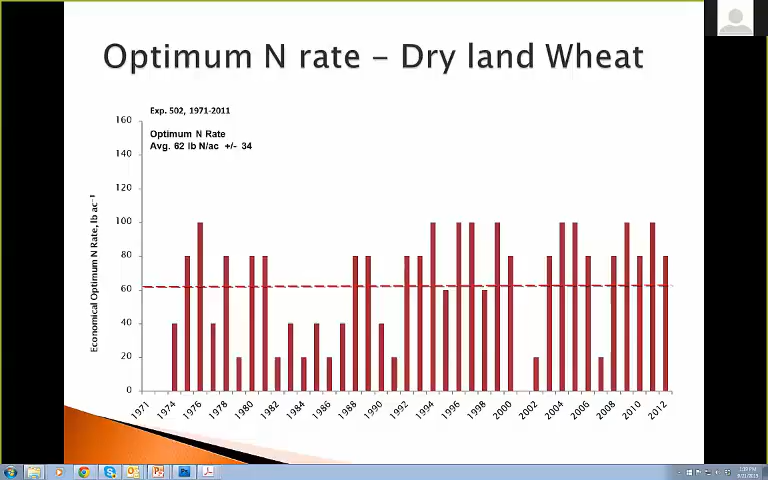 Optimum N rate – Dry land Wheat
Exp. 502, 1971-2011
Optimum N Rate
Avg. 62 lb N/ac +/- 34
Economical Optimum N Rate, lb ac⁻¹
160
140
120
100
80
60
40
20
0
1971 1974 1976 1978 1980 1982 1984 1986 1988 1990 1992 1994 1996 1998 2000 2002 2004 2006 2008 2010 2012